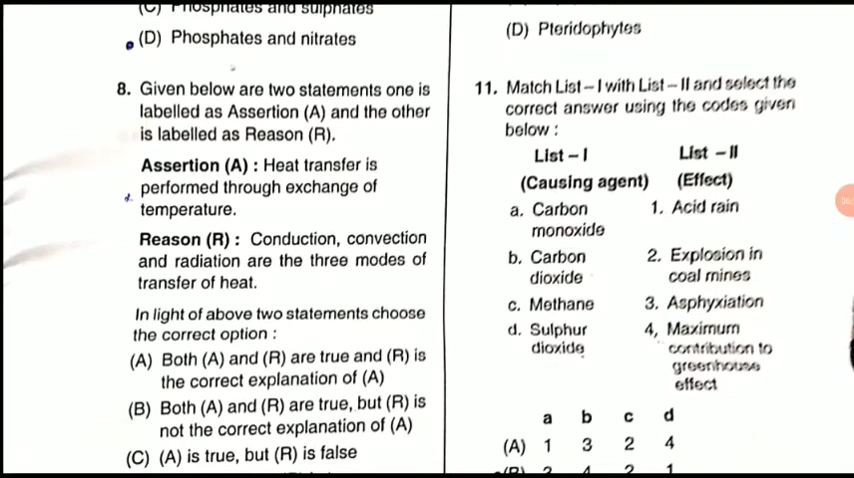 (C) Phosphates and sulphates
(D) Phosphates and nitrates
8. Given below are two statements one is
labelled as Assertion (A) and the other
is labelled as Reason (R).
Assertion (A) : Heat transfer is
performed through exchange of
temperature.
Reason (R) : Conduction, convection
and radiation are the three modes of
transfer of heat.
In light of above two statements choose
the correct option :
(A) Both (A) and (R) are true and (R) is
the correct explanation of (A)
(B) Both (A) and (R) are true, but (R) is
not the correct explanation of (A)
(C) (A) is true, but (R) is false
(D) Pteridophytes
11. Match List – I with List – II and select the
correct answer using the codes given
below :
List – I List – II
(Causing agent) (Effect)
a. Carbon 1. Acid rain
monoxide
b. Carbon 2. Explosion in
dioxide coal mines
c. Methane 3. Asphyxiation
d. Sulphur 4, Maximum
dioxide contribution to
greenhouse
effect
a b c d
(A) 1 3 2 4